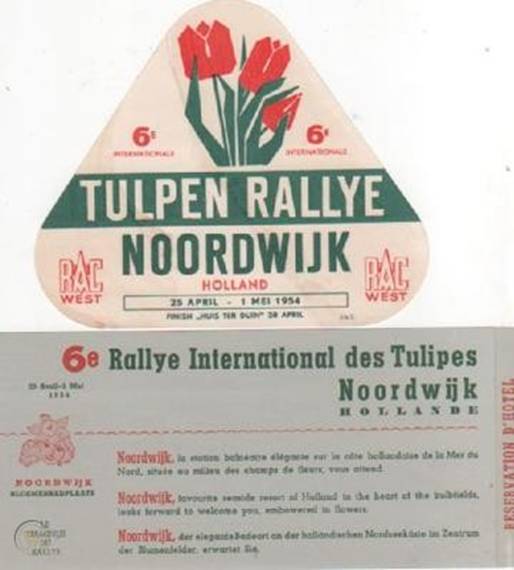 6e 6e
INTERNATIONALE INTERNATIONALE
TULPEN RALLYE
NOORDWIJK
HOLLAND
RAC WEST RAC WEST
25 APRIL - 1 MEI 1954
FINISH „HUIS TER DUIN" 28 APRIL
6e Rallye International des Tulipes
Noordwijk
HOLLANDE
1954
NOORDWIJK
BLOEMENBADPLAATS
Noordwijk, la station balnéaire élégante sur la côte hollandaise de la Mer du
Nord, située au milieu des champs de fleurs, vous attend.
Noordwijk, favourite seaside resort of Holland in the heart of the bulbfields,
looks forward to welcome you, embowered in flowers.
Noordwijk, der elegante Badeort an der holländischen Nordseeküste im Zentrum
der Blumenfelder, erwartet Sie.
RESERVATION D'HOTEL